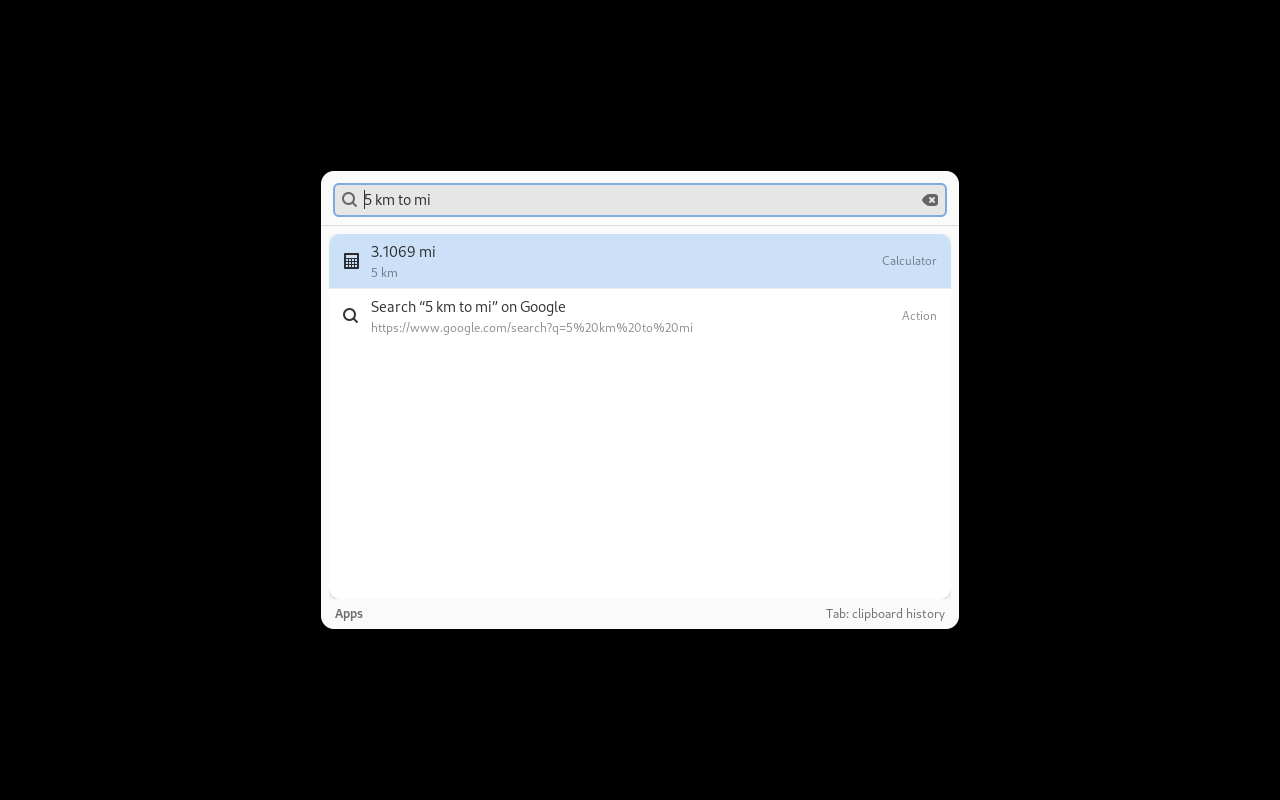 5 km to mi
3.1069 mi
5 km
Calculator
Search “5 km to mi” on Google
https://www.google.com/search?q=5%20km%20to%20mi
Action
Apps
Tab: clipboard history